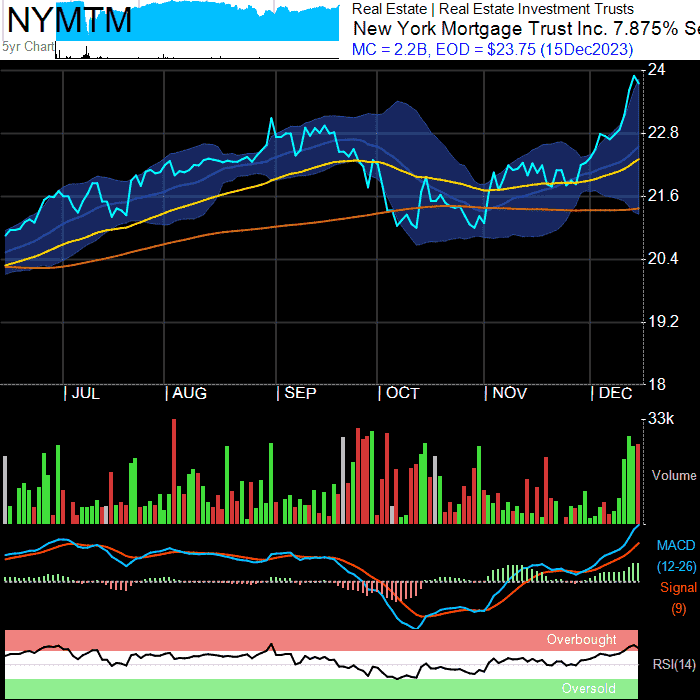 NYMTM
Real Estate | Real Estate Investment Trusts
New York Mortgage Trust Inc. 7.875% Se
5yr Chart
MC = 2.2B, EOD = $23.75 (15Dec2023)
24
22.8
21.6
20.4
19.2
18
| JUL | AUG | SEP | OCT | NOV | DEC
33k
Volume
MACD
(12-26)
Signal
(9)
Overbought
RSI(14)
Oversold